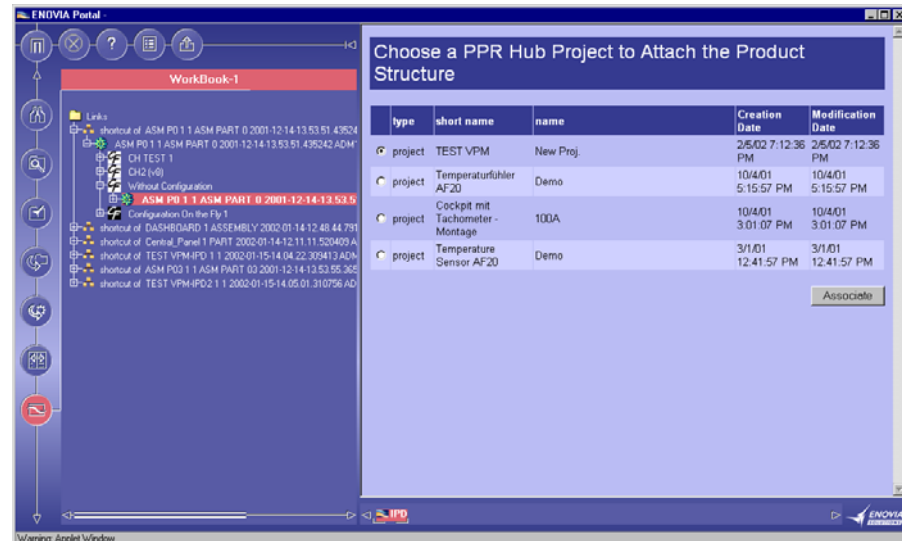 ENOVIA Portal -
WorkBook-1
Links
shortcut of ASM P0 1 1 ASM PART 0 2001-12-14-13.53.51.43524
ASM P0 1 1 ASM PART 0 2001-12-14-13.53.51.435242 ADM
CH TEST 1
CH2 (v0)
Without Configuration
ASM P0 1 1 ASM PART 0 2001-12-14-13.53.5
Configuration On the Fly 1
shortcut of DASHBOARD 1 ASSEMBLY 2002-01-14-12.48.44.791
shortcut of Central_Panel 1 PART 2002-01-14-12.11.11.520409 A
shortcut of TEST VPM-IPD 1 1 2002-01-15-14.04.22.309413 ADM
shortcut of ASM P03 1 1 ASM PART 03 2001-12-14-13.53.55.365
shortcut of TEST VPM-IPD2 1 1 2002-01-15-14.05.01.310756 AD
Choose a PPR Hub Project to Attach the Product
Structure
type short name name Creation Date Modification Date
project TEST VPM New Proj. 2/5/02 7:12:36 PM 2/5/02 7:12:36 PM
project Temperaturfühler AF20 Demo 10/4/01 5:15:57 PM 10/4/01 5:15:57 PM
project Cockpit mit Tachometer - Montage 100A 10/4/01 3:01:07 PM 10/4/01 3:01:07 PM
project Temperature Sensor AF20 Demo 3/1/01 12:41:57 PM 3/1/01 12:41:57 PM
Associate
IPD
ENOVIA
Warning: Applet Window